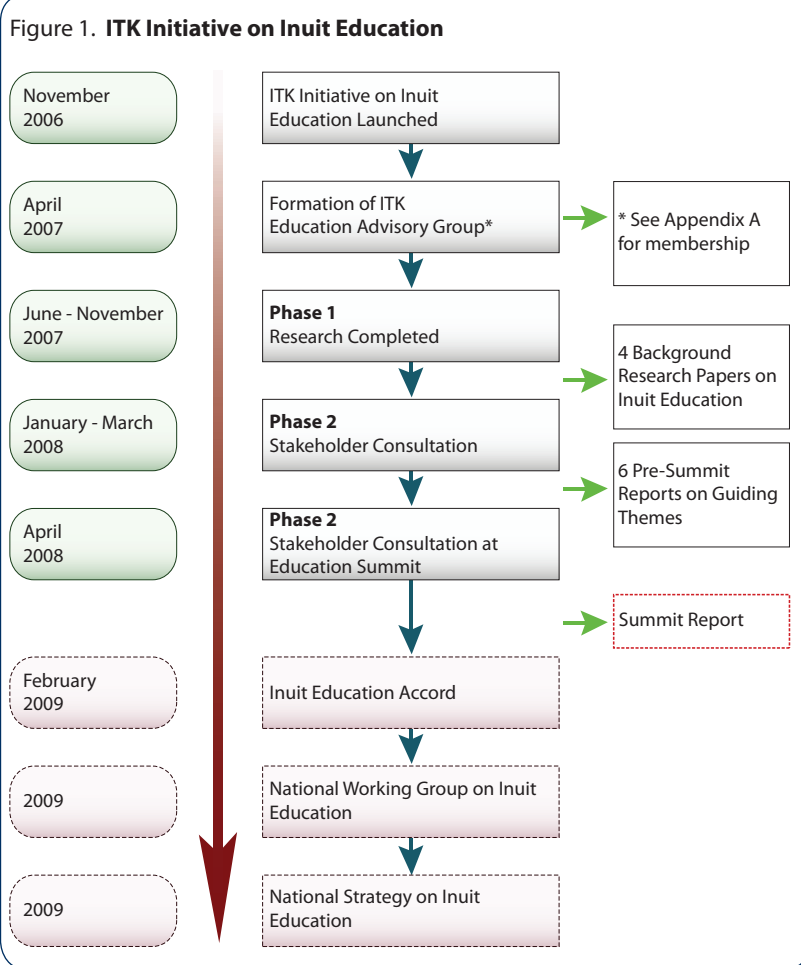 Figure 1. ITK Initiative on Inuit Education
November
2006
ITK Initiative on Inuit
Education Launched
April
2007
Formation of ITK
Education Advisory Group*
* See Appendix A
for membership
June - November
2007
Phase 1
Research Completed
4 Background
Research Papers on
Inuit Education
January - March
2008
Phase 2
Stakeholder Consultation
6 Pre-Summit
Reports on Guiding
Themes
April
2008
Phase 2
Stakeholder Consultation at
Education Summit
Summit Report
February
2009
Inuit Education Accord
2009
National Working Group on Inuit
Education
2009
National Strategy on Inuit
Education